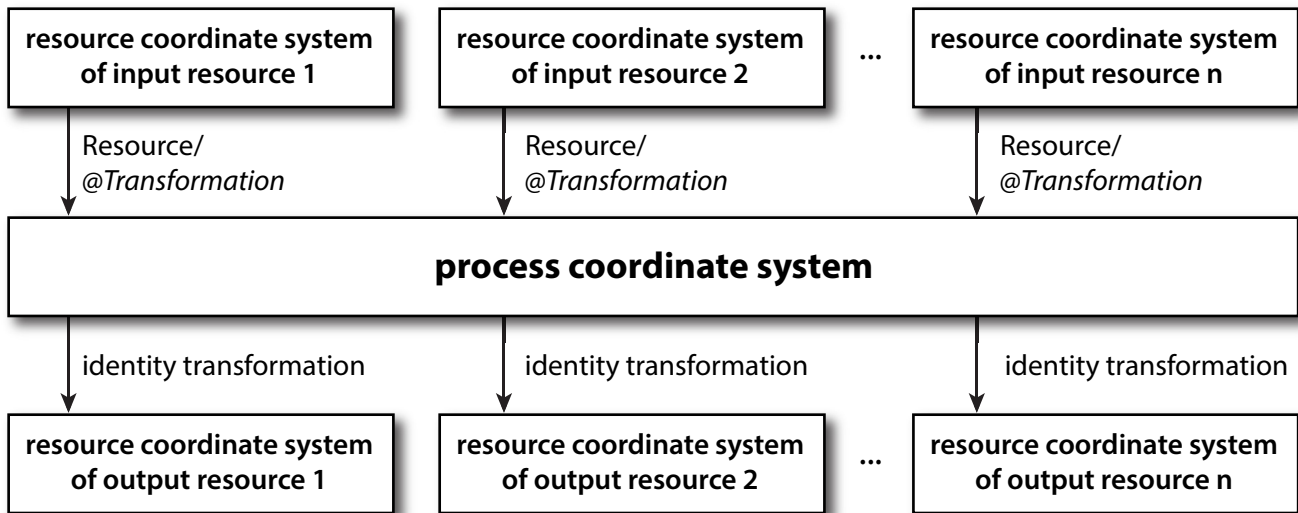 resource coordinate system
of input resource 1
resource coordinate system
of input resource 2
...
resource coordinate system
of input resource n
Resource/
@Transformation
Resource/
@Transformation
Resource/
@Transformation
process coordinate system
identity transformation
identity transformation
identity transformation
resource coordinate system
of output resource 1
resource coordinate system
of output resource 2
...
resource coordinate system
of output resource n